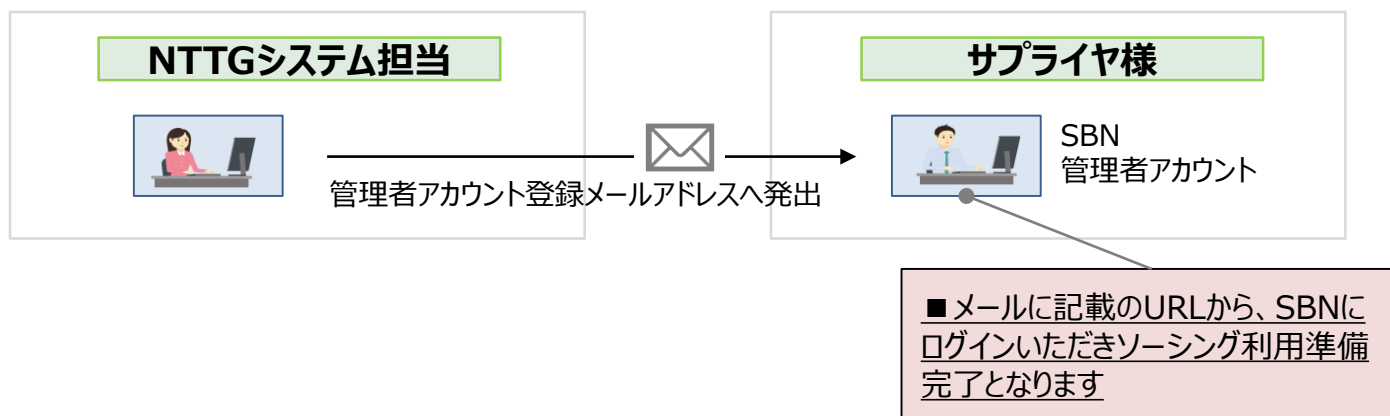 NTTGシステム担当
サプライヤ様
SBN
管理者アカウント
管理者アカウント登録メールアドレスへ発出
■メールに記載のURLから、SBNに
ログインいただきソーシング利用準備
完了となります